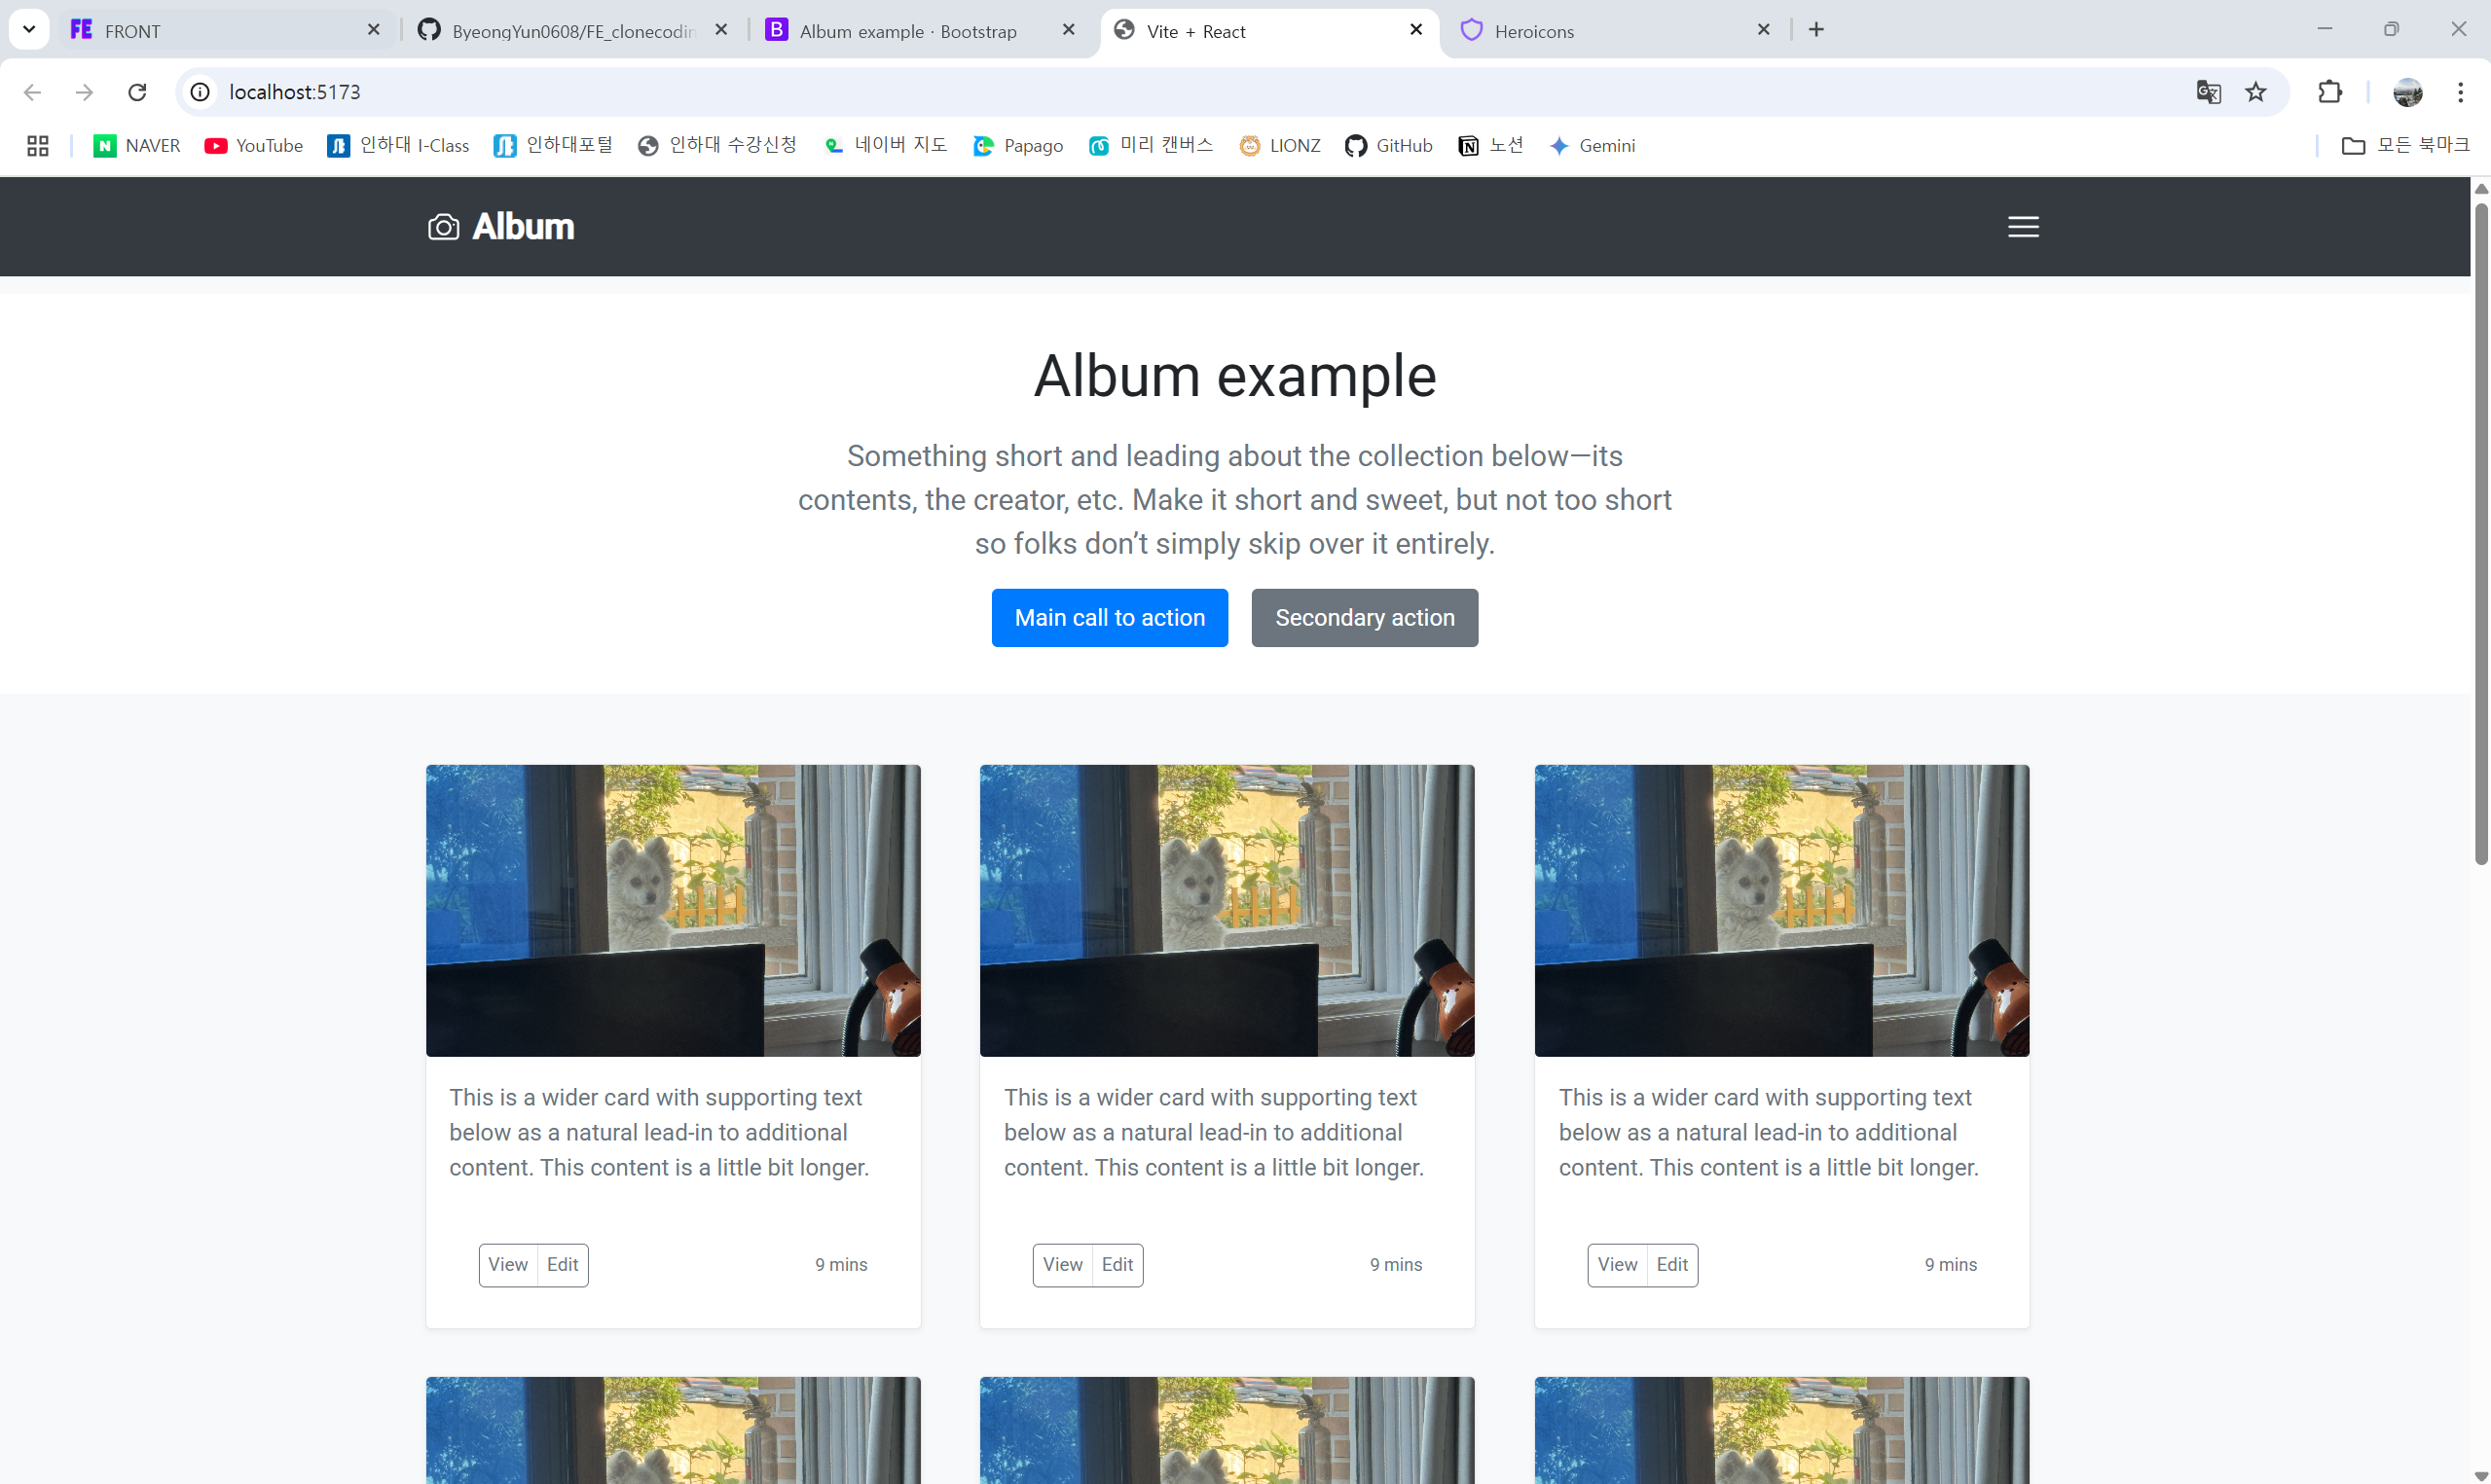 FRONT
ByeongYun0608/FE_clonecodin
Album example · Bootstrap
Vite + React
Heroicons
localhost:5173
NAVER
YouTube
인하대 I-Class
인하대포털
인하대 수강신청
네이버 지도
Papago
미리 캔버스
LIONZ
GitHub
노션
Gemini
모든 북마크
Album
Album example
Something short and leading about the collection below—its
contents, the creator, etc. Make it short and sweet, but not too short
so folks don’t simply skip over it entirely.
Main call to action
Secondary action
This is a wider card with supporting text
below as a natural lead-in to additional
content. This content is a little bit longer.
View
Edit
9 mins
This is a wider card with supporting text
below as a natural lead-in to additional
content. This content is a little bit longer.
View
Edit
9 mins
This is a wider card with supporting text
below as a natural lead-in to additional
content. This content is a little bit longer.
View
Edit
9 mins